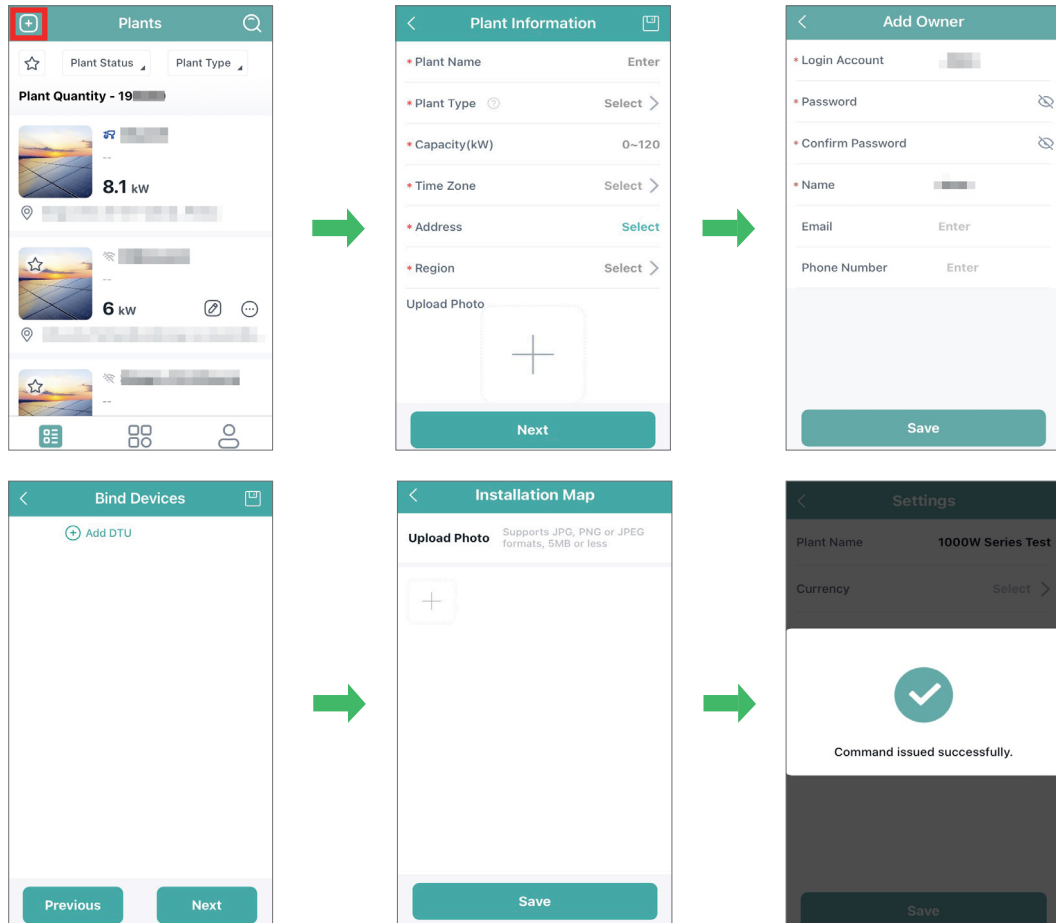 Plants
Plant Status
Plant Type
Plant Quantity - 19
--
8.1 kW
--
6 kW
--
Plant Information
* Plant Name Enter
* Plant Type ? Select >
* Capacity(kW) 0~120
* Time Zone Select >
* Address Select
* Region Select >
Upload Photo
Next
Add Owner
* Login Account
* Password
* Confirm Password
* Name
Email Enter
Phone Number Enter
Save
Bind Devices
Add DTU
Previous
Next
Installation Map
Upload Photo Supports JPG, PNG or JPEG
formats, 5MB or less
Save
Settings
Plant Name 1000W Series Test
Currency Select >
Command issued successfully.
Save